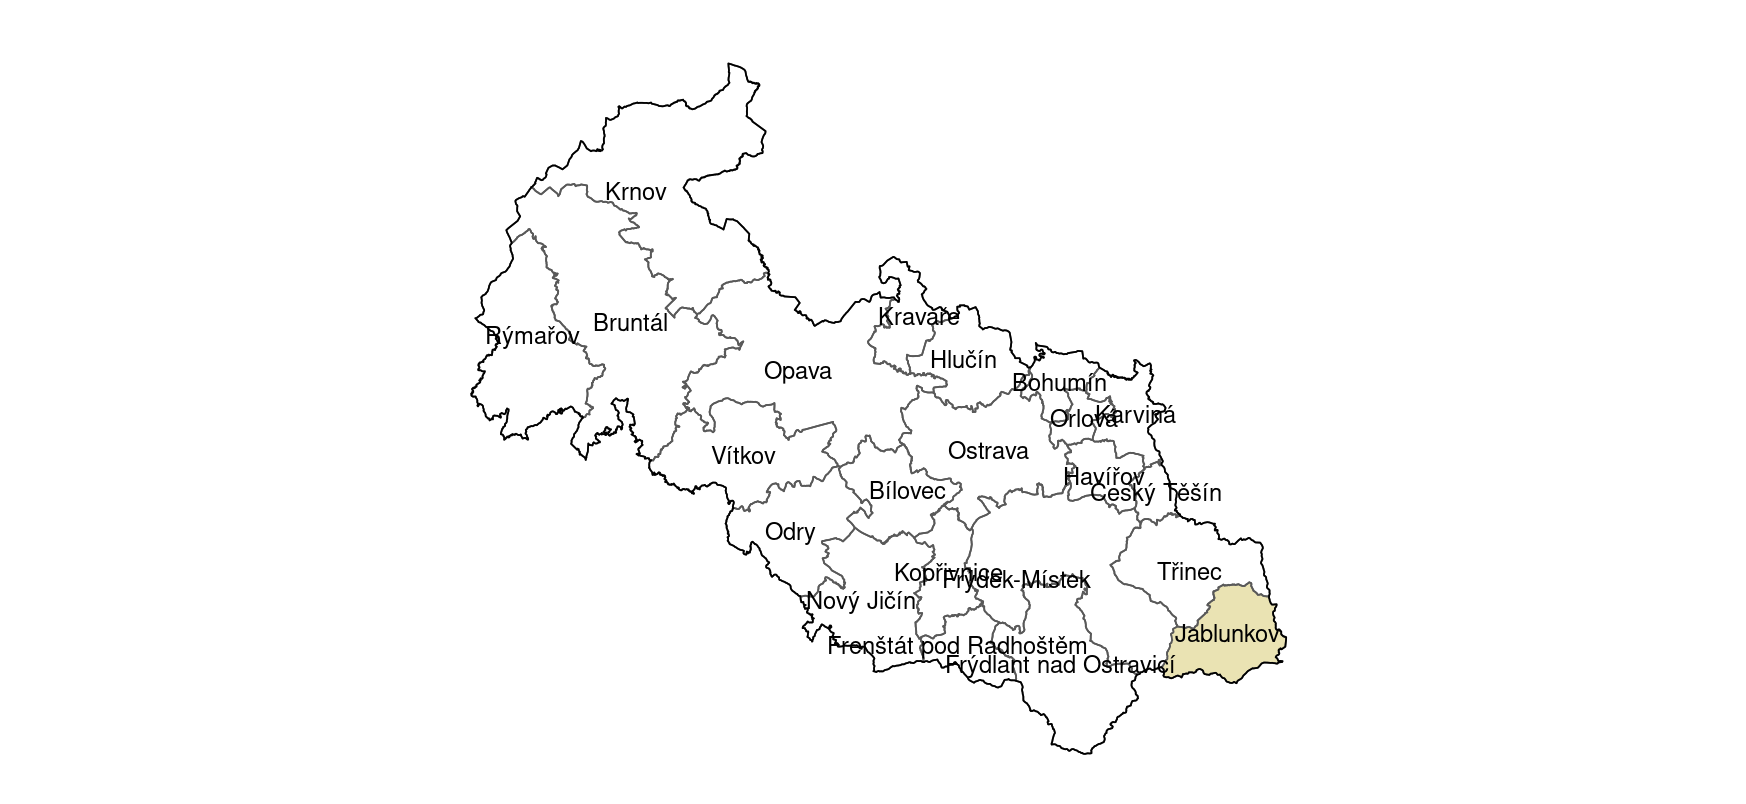 Krnov
Kravaře
Bruntál
Rýmařov
Hlučín
Opava
Bohumín
Karviná
Orlová
Ostrava
Vítkov
Havířov
Bílovec
Český Těšín
Odry
Třinec
Kopřivnice
Frýdek-Místek
Nový Jičín
Jablunkov
Frenštát pod Radhoštěm
Frýdlant nad Ostravicí